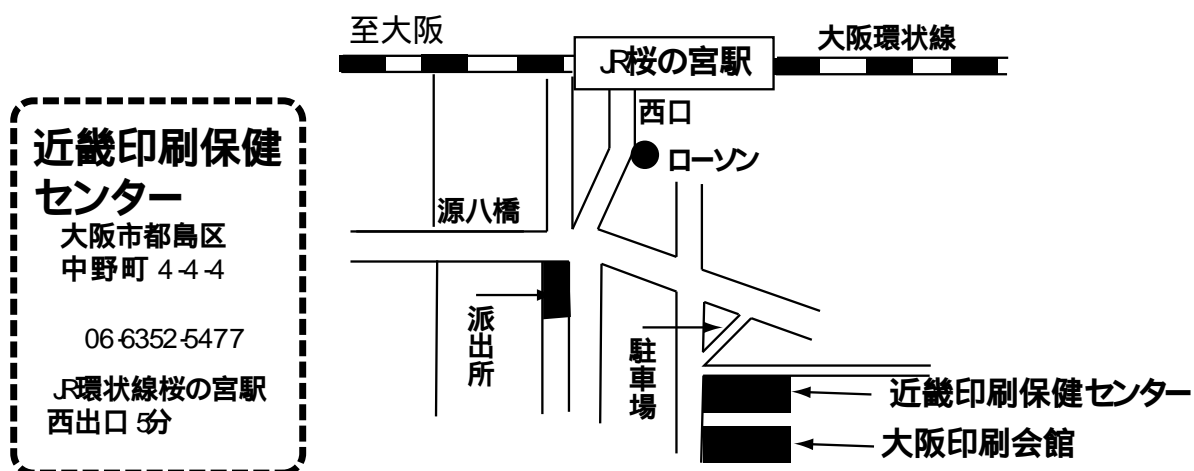 至大阪
JR桜の宮駅
大阪環状線
西口
ローソン
源八橋
派出所
駐車場
近畿印刷保健センター
大阪印刷会館
近畿印刷保健
センター
大阪市都島区
中野町 4-4-4
06-6352-5477
JR環状線桜の宮駅
西出口 5分